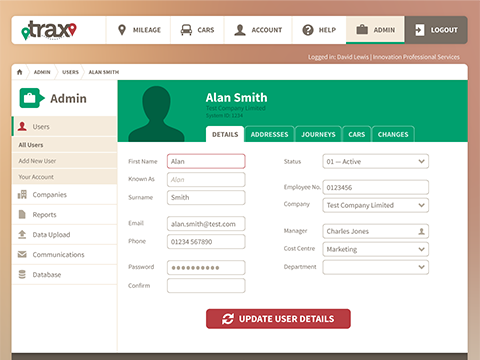 trax
MILEAGE
CARS
ACCOUNT
HELP
ADMIN
LOGOUT
Logged in: David Lewis | Innovation Professional Services
ADMIN
USERS
ALAN SMITH
Admin
Users
All Users
Add New User
Your Account
Companies
Reports
Data Upload
Communications
Database
Alan Smith
Test Company Limited
System ID: 1234
DETAILS
ADDRESSES
JOURNEYS
CARS
CHANGES
First Name
Alan
Known As
Alan
Surname
Smith
Email
alan.smith@test.com
Phone
01234 567890
Password
●●●●●●●●●●
Confirm
Status
01 — Active
Employee No.
0123456
Company
Test Company Limited
Manager
Charles Jones
Cost Centre
Marketing
Department
UPDATE USER DETAILS